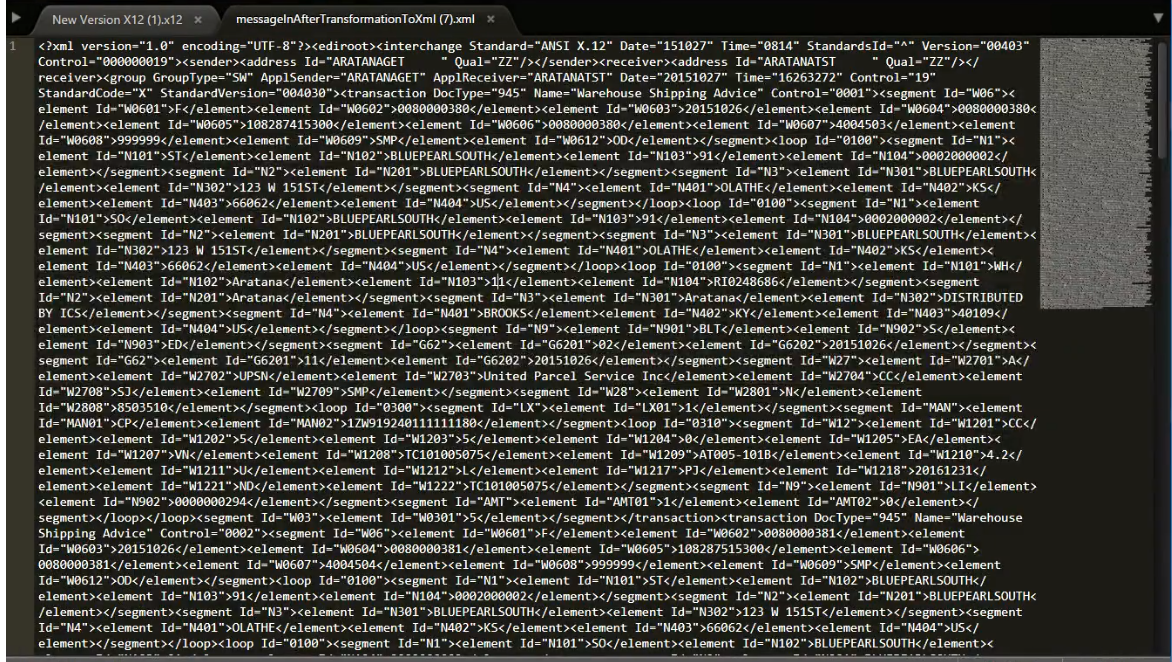 New Version X12 (1).x12 × messageInAfterTransformationToXml (7).xml ×
1 <?xml version="1.0" encoding="UTF-8"?><ediroot><interchange Standard="ANSI X.12" Date="151027" Time="0814" StandardsId="^" Version="00403"
Control="000000019"><sender><address Id="ARATANAGET      " Qual="ZZ"/></sender><receiver><address Id="ARATANATST      " Qual="ZZ"/></
receiver><group GroupType="SW" ApplSender="ARATANAGET" ApplReceiver="ARATANATST" Date="20151027" Time="16263272" Control="19"
StandardCode="X" StandardVersion="004030"><transaction DocType="945" Name="Warehouse Shipping Advice" Control="0001"><segment Id="W06"><
element Id="W0601">F</element><element Id="W0602">0080000380</element><element Id="W0603">20151026</element><element Id="W0604">0080000380<
/element><element Id="W0605">108287415300</element><element Id="W0606">0080000380</element><element Id="W0607">4004503</element><element
Id="W0608">999999</element><element Id="W0609">SMP</element><element Id="W0612">OD</element></segment><loop Id="0100"><segment Id="N1"><
element Id="N101">ST</element><element Id="N102">BLUEPEARLSOUTH</element><element Id="N103">91</element><element Id="N104">0002000002</
element></segment><segment Id="N2"><element Id="N201">BLUEPEARLSOUTH</element></segment><segment Id="N3"><element Id="N301">BLUEPEARLSOUTH<
/element><element Id="N302">123 W 151ST</element></segment><segment Id="N4"><element Id="N401">OLATHE</element><element Id="N402">KS</
element><element Id="N403">66062</element><element Id="N404">US</element></segment></loop><loop Id="0100"><segment Id="N1"><element
Id="N101">SO</element><element Id="N102">BLUEPEARLSOUTH</element><element Id="N103">91</element><element Id="N104">0002000002</element></
segment><segment Id="N2"><element Id="N201">BLUEPEARLSOUTH</element></segment><segment Id="N3"><element Id="N301">BLUEPEARLSOUTH</element><
element Id="N302">123 W 151ST</element></segment><segment Id="N4"><element Id="N401">OLATHE</element><element Id="N402">KS</element><
element Id="N403">66062</element><element Id="N404">US</element></segment></loop><loop Id="0100"><segment Id="N1"><element Id="N101">WH</
element><element Id="N102">Aratana</element><element Id="N103">11</element><element Id="N104">RI0248686</element></segment><segment
Id="N2"><element Id="N201">Aratana</element></segment><segment Id="N3"><element Id="N301">Aratana</element><element Id="N302">DISTRIBUTED
BY ICS</element></segment><segment Id="N4"><element Id="N401">BROOKS</element><element Id="N402">KY</element><element Id="N403">40109</
element><element Id="N404">US</element></segment></loop><segment Id="N9"><element Id="N901">BLT</element><element Id="N902">S</element><
element Id="N903">ED</element></segment><segment Id="G62"><element Id="G6201">02</element><element Id="G6202">20151026</element></segment><
segment Id="G62"><element Id="G6201">11</element><element Id="G6202">20151026</element></segment><segment Id="W27"><element Id="W2701">A</
element><element Id="W2702">UPSN</element><element Id="W2703">United Parcel Service Inc</element><element Id="W2704">CC</element><element
Id="W2708">SJ</element><element Id="W2709">SMP</element></segment><segment Id="W28"><element Id="W2801">N</element><element
Id="W2808">8503510</element></segment><loop Id="0300"><segment Id="LX"><element Id="LX01">1</element></segment><segment Id="MAN"><element
Id="MAN01">CP</element><element Id="MAN02">1ZW91924011111180</element></segment><loop Id="0310"><segment Id="W12"><element Id="W1201">CC</
element><element Id="W1202">5</element><element Id="W1203">5</element><element Id="W1204">0</element><element Id="W1205">EA</element><
element Id="W1207">VN</element><element Id="W1208">TC101005075</element><element Id="W1209">AT005-101B</element><element Id="W1210">4.2</
element><element Id="W1211">U</element><element Id="W1212">L</element><element Id="W1217">PJ</element><element Id="W1218">20161231</
element><element Id="W1221">ND</element><element Id="W1222">TC101005075</element></segment><segment Id="N9"><element Id="N901">LI</element>
<element Id="N902">0000000294</element></segment><segment Id="AMT"><element Id="AMT01">1</element><element Id="AMT02">0</element></
segment></loop></loop><segment Id="W03"><element Id="W0301">5</element></segment></transaction><transaction DocType="945" Name="Warehouse
Shipping Advice" Control="0002"><segment Id="W06"><element Id="W0601">F</element><element Id="W0602">0080000381</element><element
Id="W0603">20151026</element><element Id="W0604">0080000381</element><element Id="W0605">108287515300</element><element Id="W0606">
0080000381</element><element Id="W0607">4004504</element><element Id="W0608">999999</element><element Id="W0609">SMP</element><element
Id="W0612">OD</element></segment><loop Id="0100"><segment Id="N1"><element Id="N101">ST</element><element Id="N102">BLUEPEARLSOUTH</
element><element Id="N103">91</element><element Id="N104">0002000002</element></segment><segment Id="N2"><element Id="N201">BLUEPEARLSOUTH<
/element></segment><segment Id="N3"><element Id="N301">BLUEPEARLSOUTH</element><element Id="N302">123 W 151ST</element></segment><segment
Id="N4"><element Id="N401">OLATHE</element><element Id="N402">KS</element><element Id="N403">66062</element><element Id="N404">US</
element></segment></loop><loop Id="0100"><segment Id="N1"><element Id="N101">SO</element><element Id="N102">BLUEPEARLSOUTH</element><